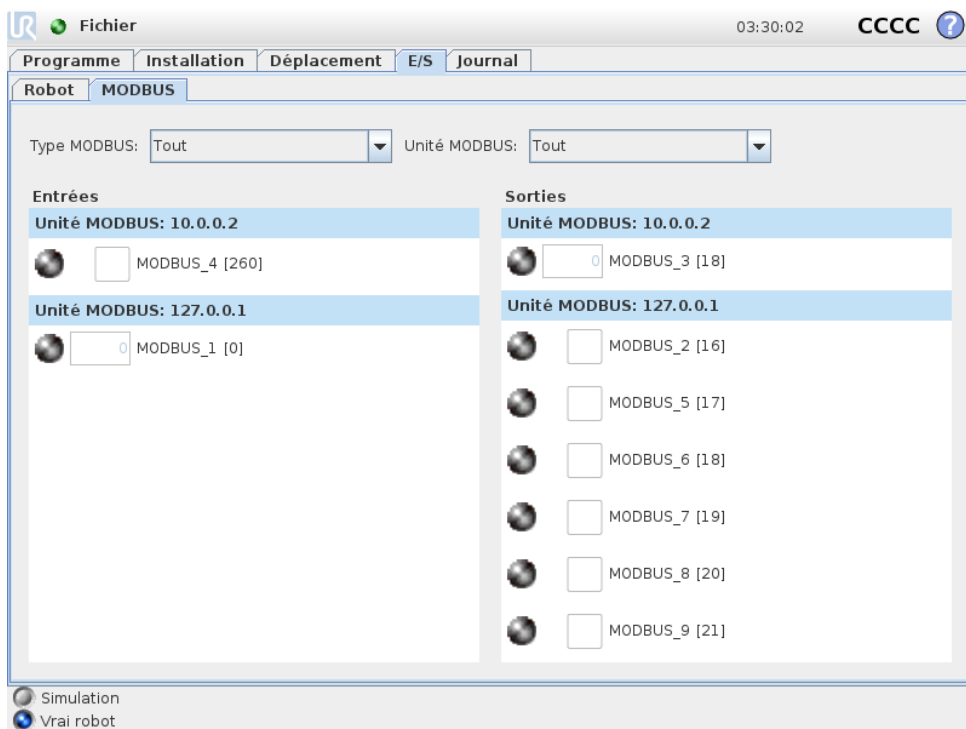 UR Fichier 03:30:02 CCCC ?
Programme Installation Déplacement E/S Journal
Robot MODBUS
Type MODBUS: Tout Unité MODBUS: Tout
Entrées
Unité MODBUS: 10.0.0.2
MODBUS_4 [260]
Unité MODBUS: 127.0.0.1
0 MODBUS_1 [0]
Sorties
Unité MODBUS: 10.0.0.2
0 MODBUS_3 [18]
Unité MODBUS: 127.0.0.1
MODBUS_2 [16]
MODBUS_5 [17]
MODBUS_6 [18]
MODBUS_7 [19]
MODBUS_8 [20]
MODBUS_9 [21]
Simulation
Vrai robot